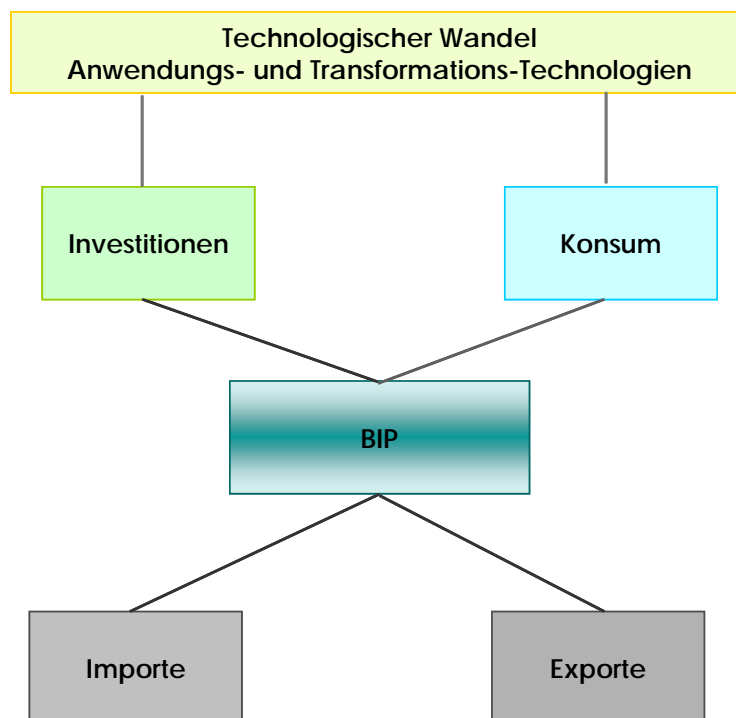 Technologischer Wandel
Anwendungs- und Transformations-Technologien
Investitionen
Konsum
BIP
Importe
Exporte